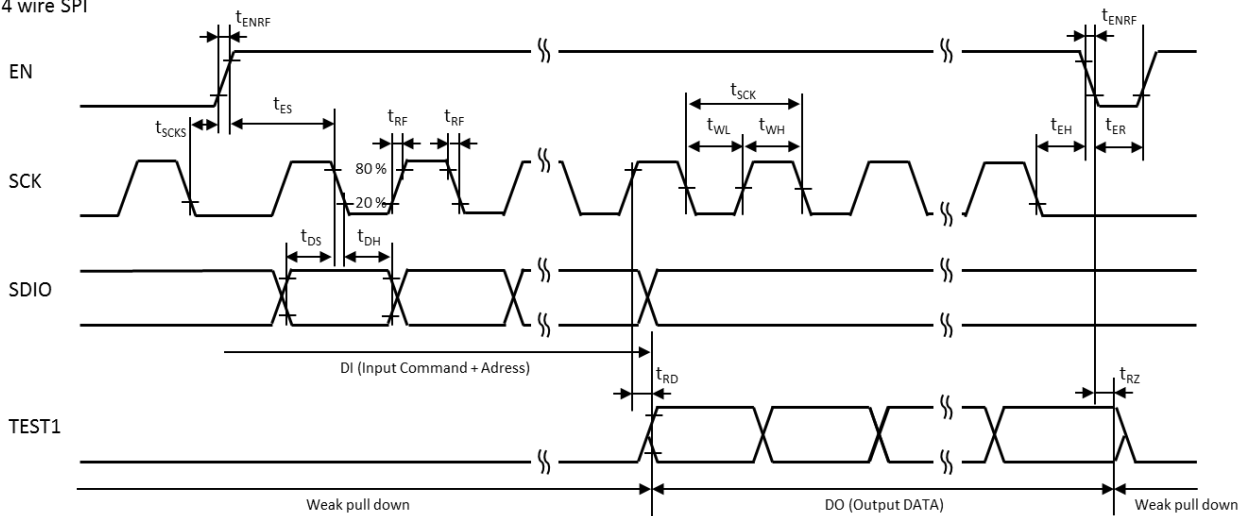 4 wire SPI
tENRF
tENRF
EN
tES
tSCKS
tRF
tRF
tSCK
tWL
tWH
tEH
tER
SCK
80 %
20 %
tDS
tDH
SDIO
DI (Input Command + Adress)
tRD
tRZ
TEST1
Weak pull down
DO (Output DATA)
Weak pull down